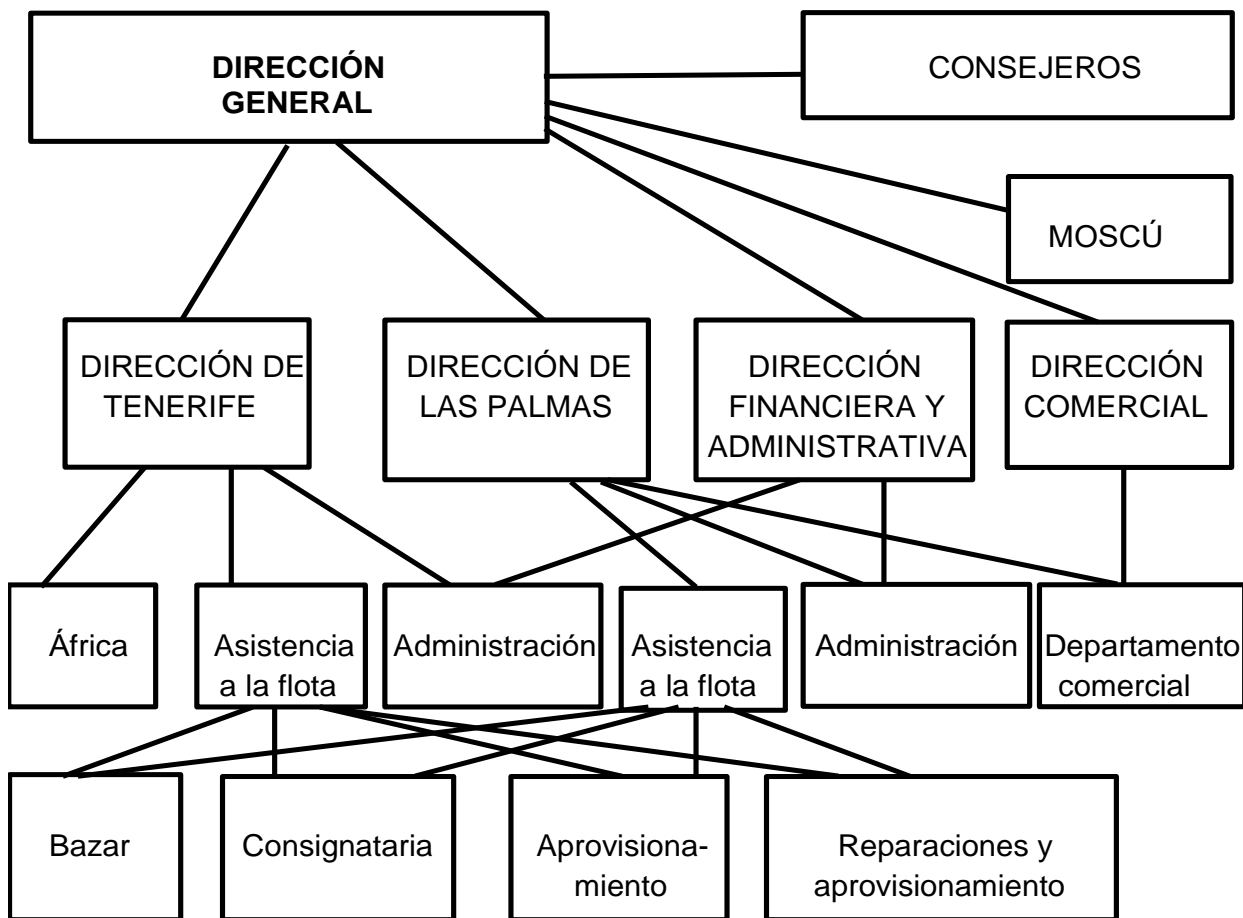 DIRECCIÓN
GENERAL
CONSEJEROS
MOSCÚ
DIRECCIÓN DE
TENERIFE
DIRECCIÓN DE
LAS PALMAS
DIRECCIÓN
FINANCIERA Y
ADMINISTRATIVA
DIRECCIÓN
COMERCIAL
África
Asistencia
a la flota
Administración
Asistencia
a la flota
Administración
Departamento
comercial
Bazar
Consignataria
Aprovisiona-
miento
Reparaciones y
aprovisionamiento